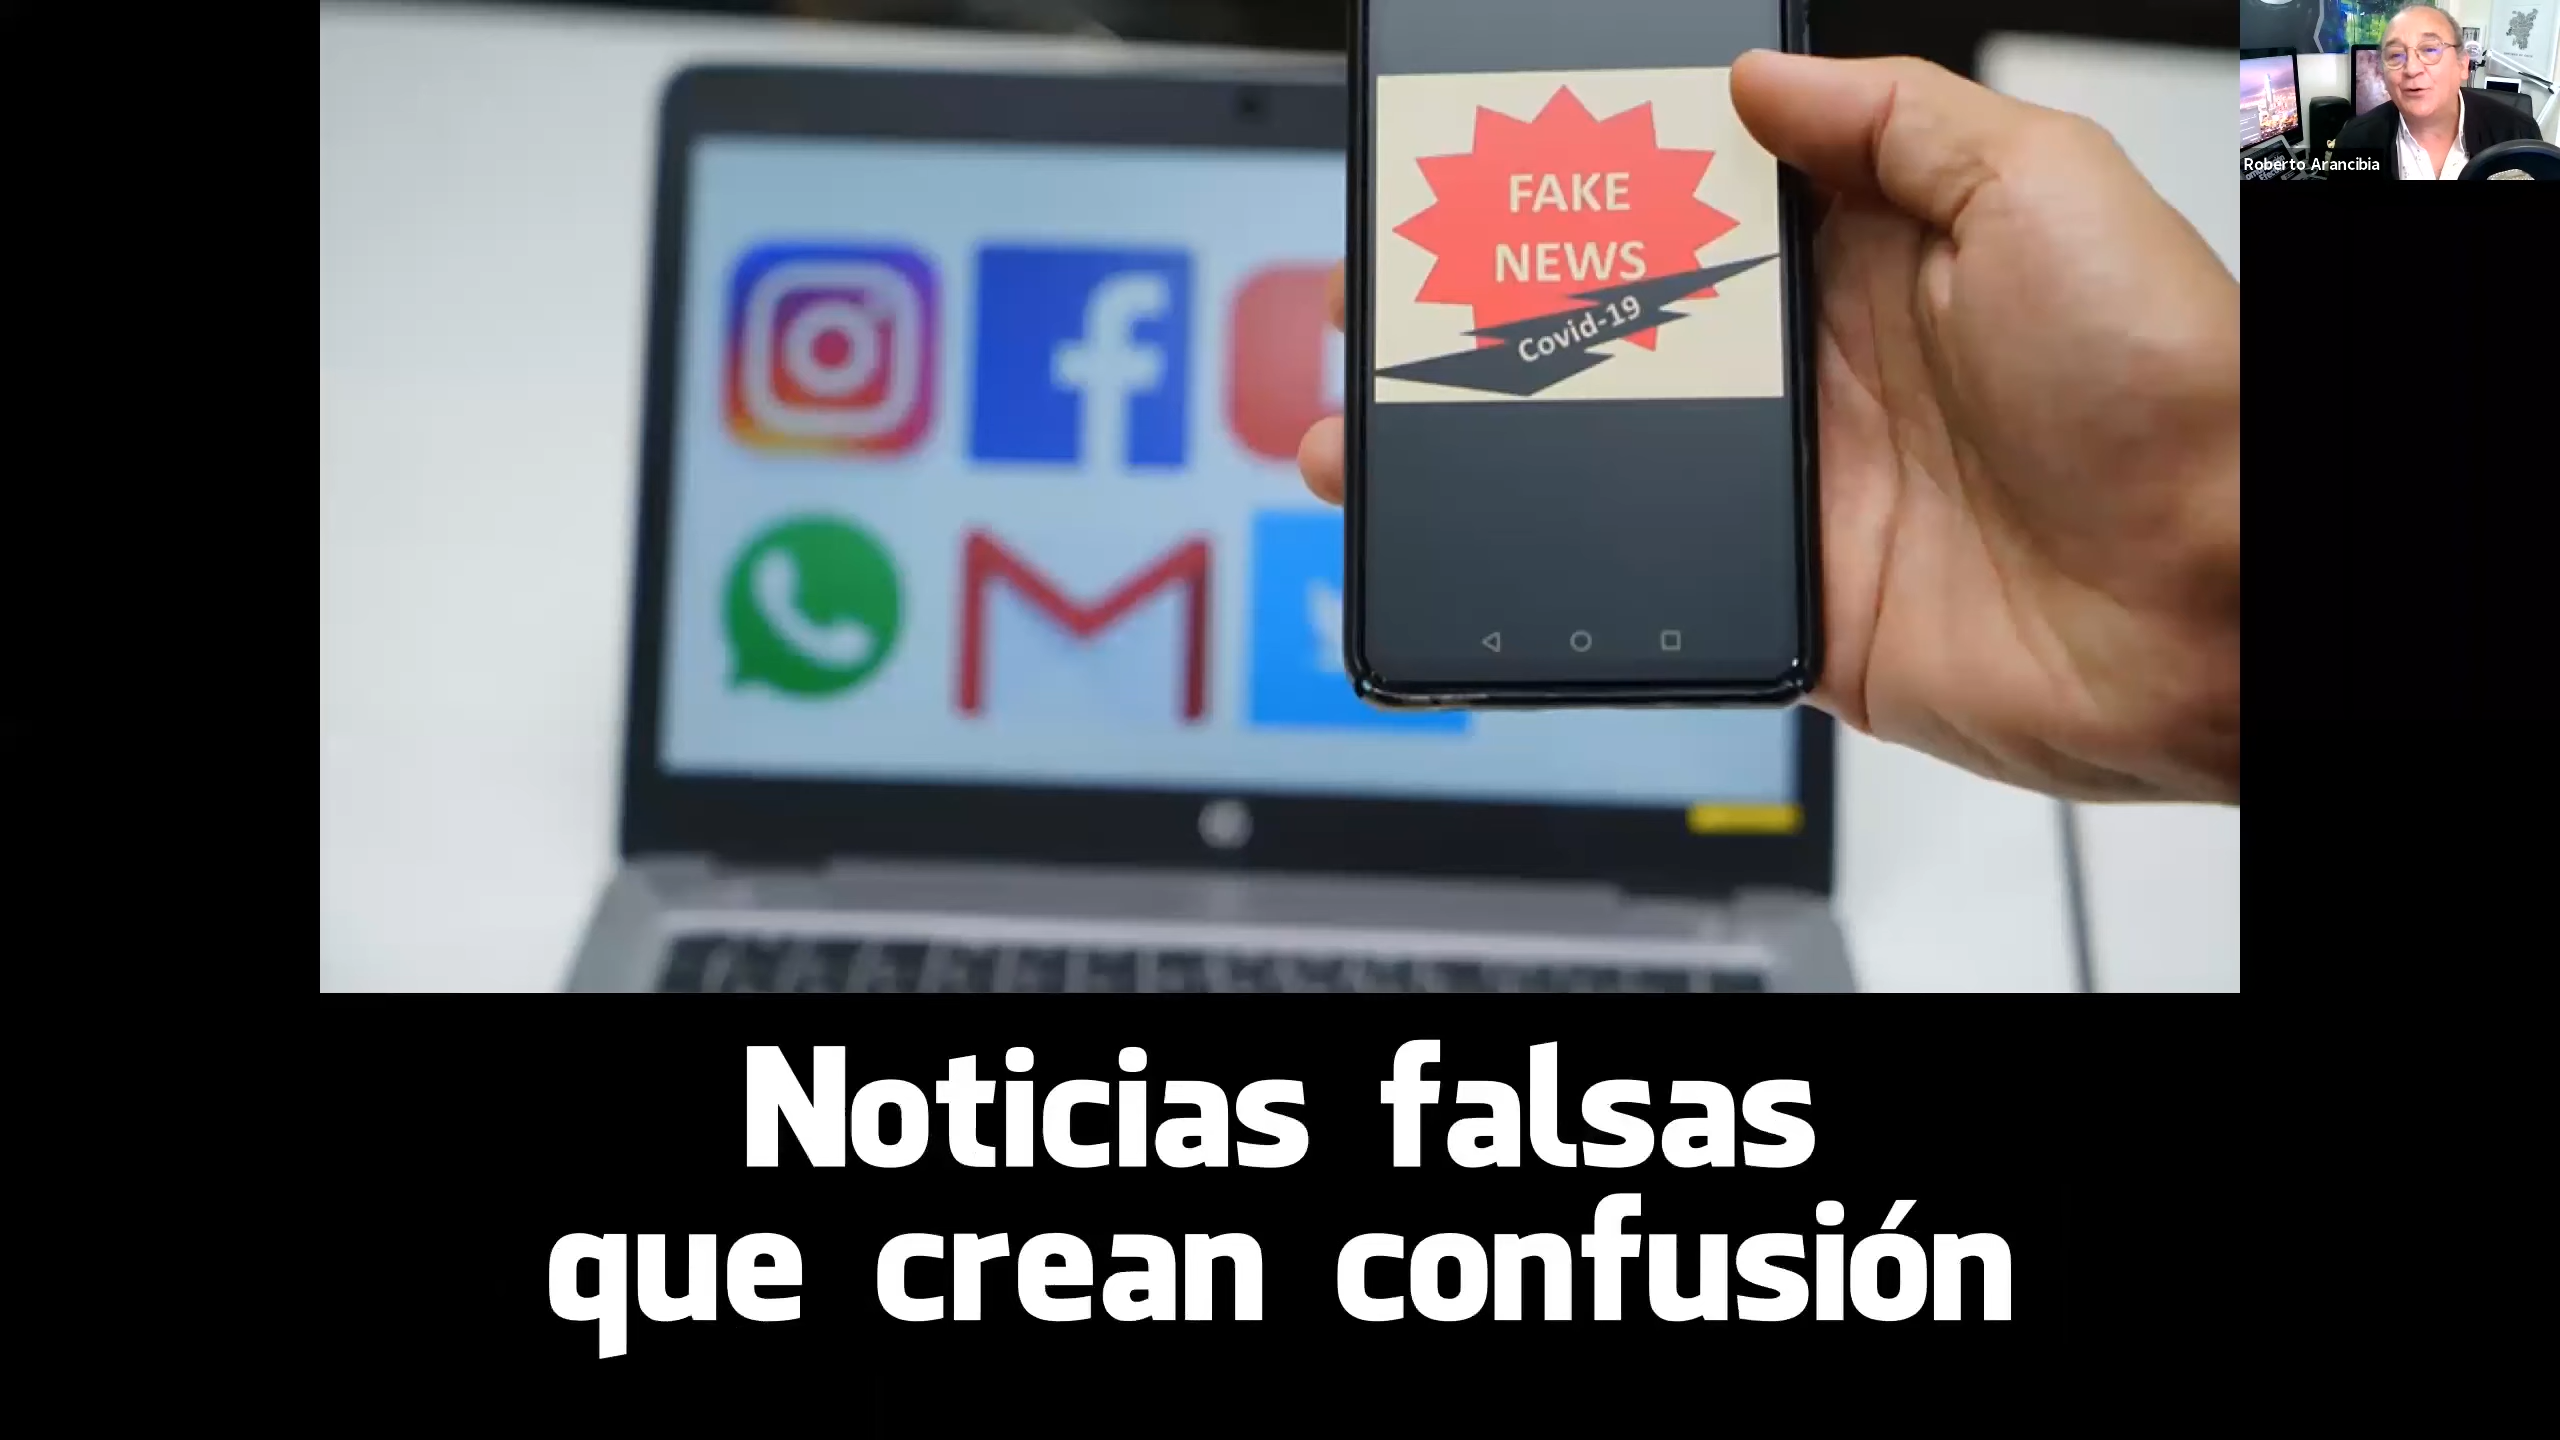 FAKE
NEWS
Covid-19
Roberto Arancibia
Noticias falsas
que crean confusión